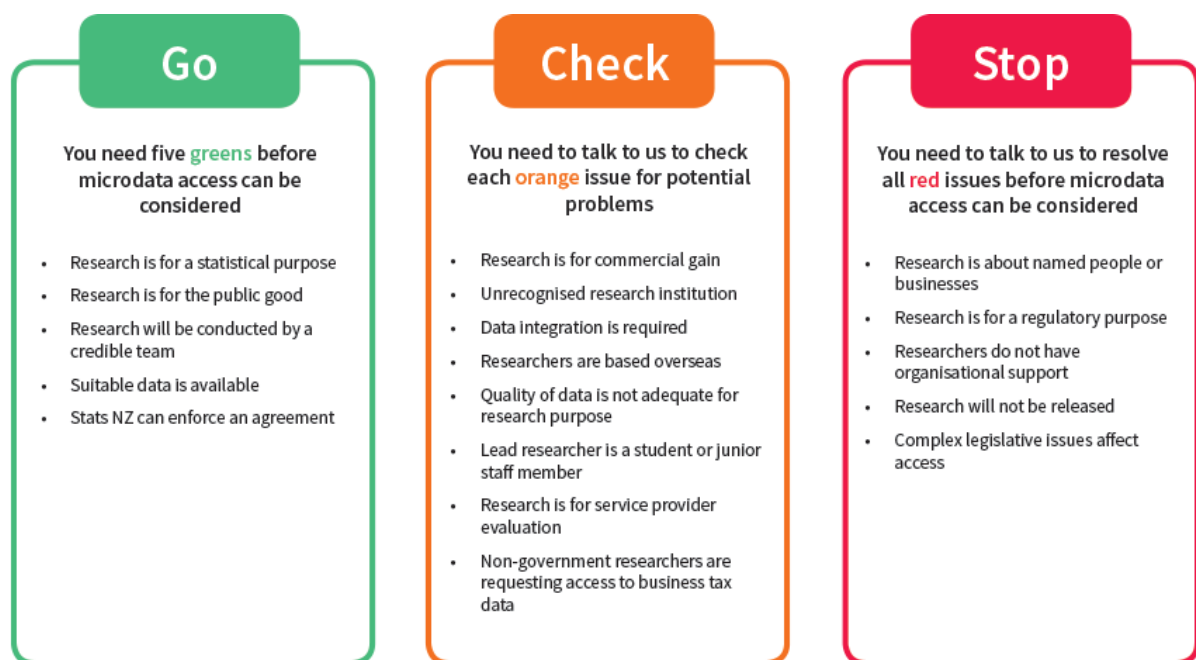 Go
You need five greens before
microdata access can be
considered
• Research is for a statistical purpose
• Research is for the public good
• Research will be conducted by a
credible team
• Suitable data is available
• Stats NZ can enforce an agreement
Check
You need to talk to us to check
each orange issue for potential
problems
• Research is for commercial gain
• Unrecognised research institution
• Data integration is required
• Researchers are based overseas
• Quality of data is not adequate for
research purpose
• Lead researcher is a student or junior
staff member
• Research is for service provider
evaluation
• Non-government researchers are
requesting access to business tax
data
Stop
You need to talk to us to resolve
all red issues before microdata
access can be considered
• Research is about named people or
businesses
• Research is for a regulatory purpose
• Researchers do not have
organisational support
• Research will not be released
• Complex legislative issues affect
access